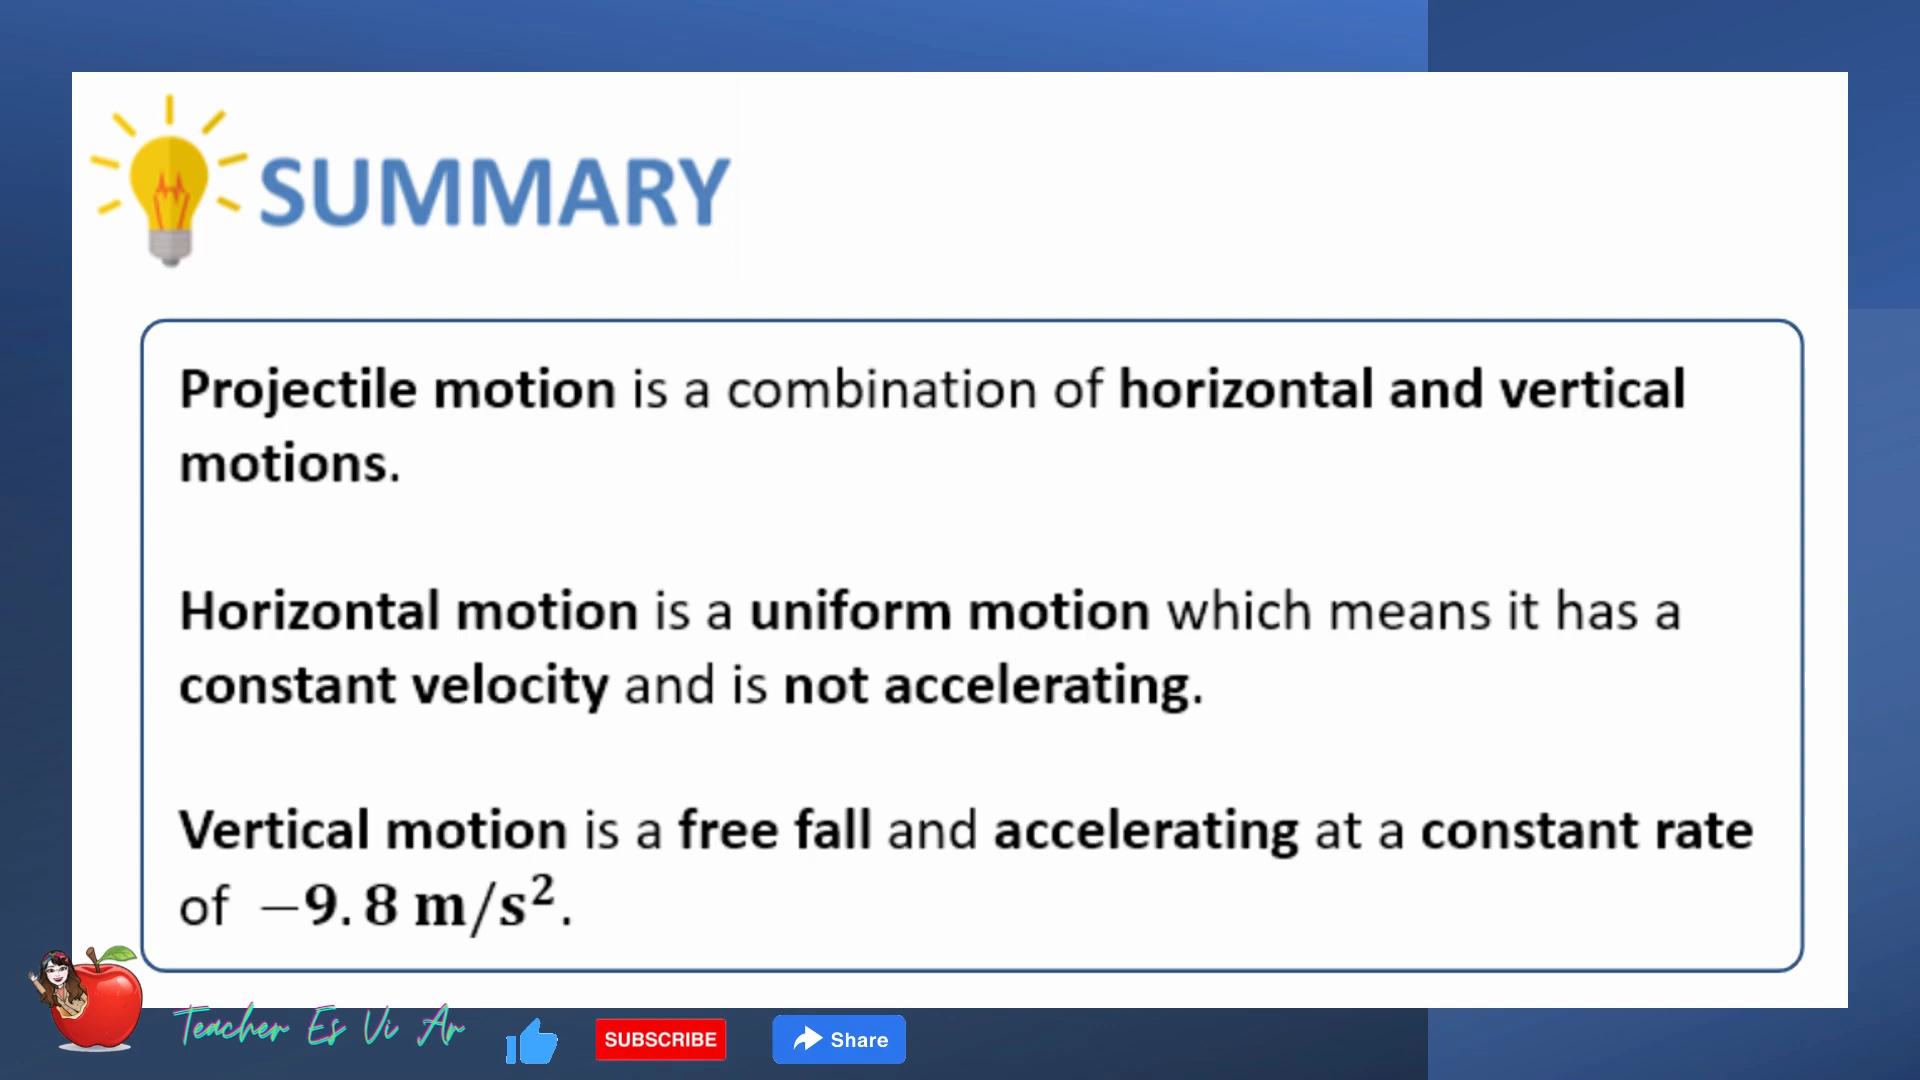 SUMMARY
Projectile motion is a combination of horizontal and vertical
motions.
Horizontal motion is a uniform motion which means it has a
constant velocity and is not accelerating.
Vertical motion is a free fall and accelerating at a constant rate
of −9.8 m/s².
Teacher Es Vi Ar
SUBSCRIBE
Share